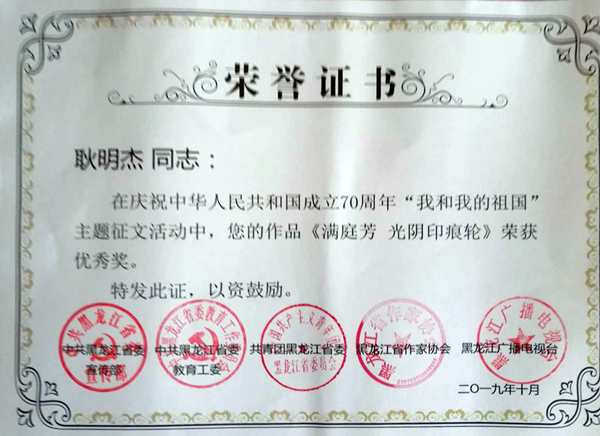 荣誉证书
耿明杰 同志：
在庆祝中华人民共和国成立70周年“我和我的祖国”
主题征文活动中，您的作品《满庭芳 光阴印痕轮》荣获
优秀奖。
特发此证，以资鼓励。
中共黑龙江省委 中共黑龙江省委 共青团黑龙江省委 黑龙江省作家协会 黑龙江广播电视台
宣传部 教育工委
二〇一九年十月